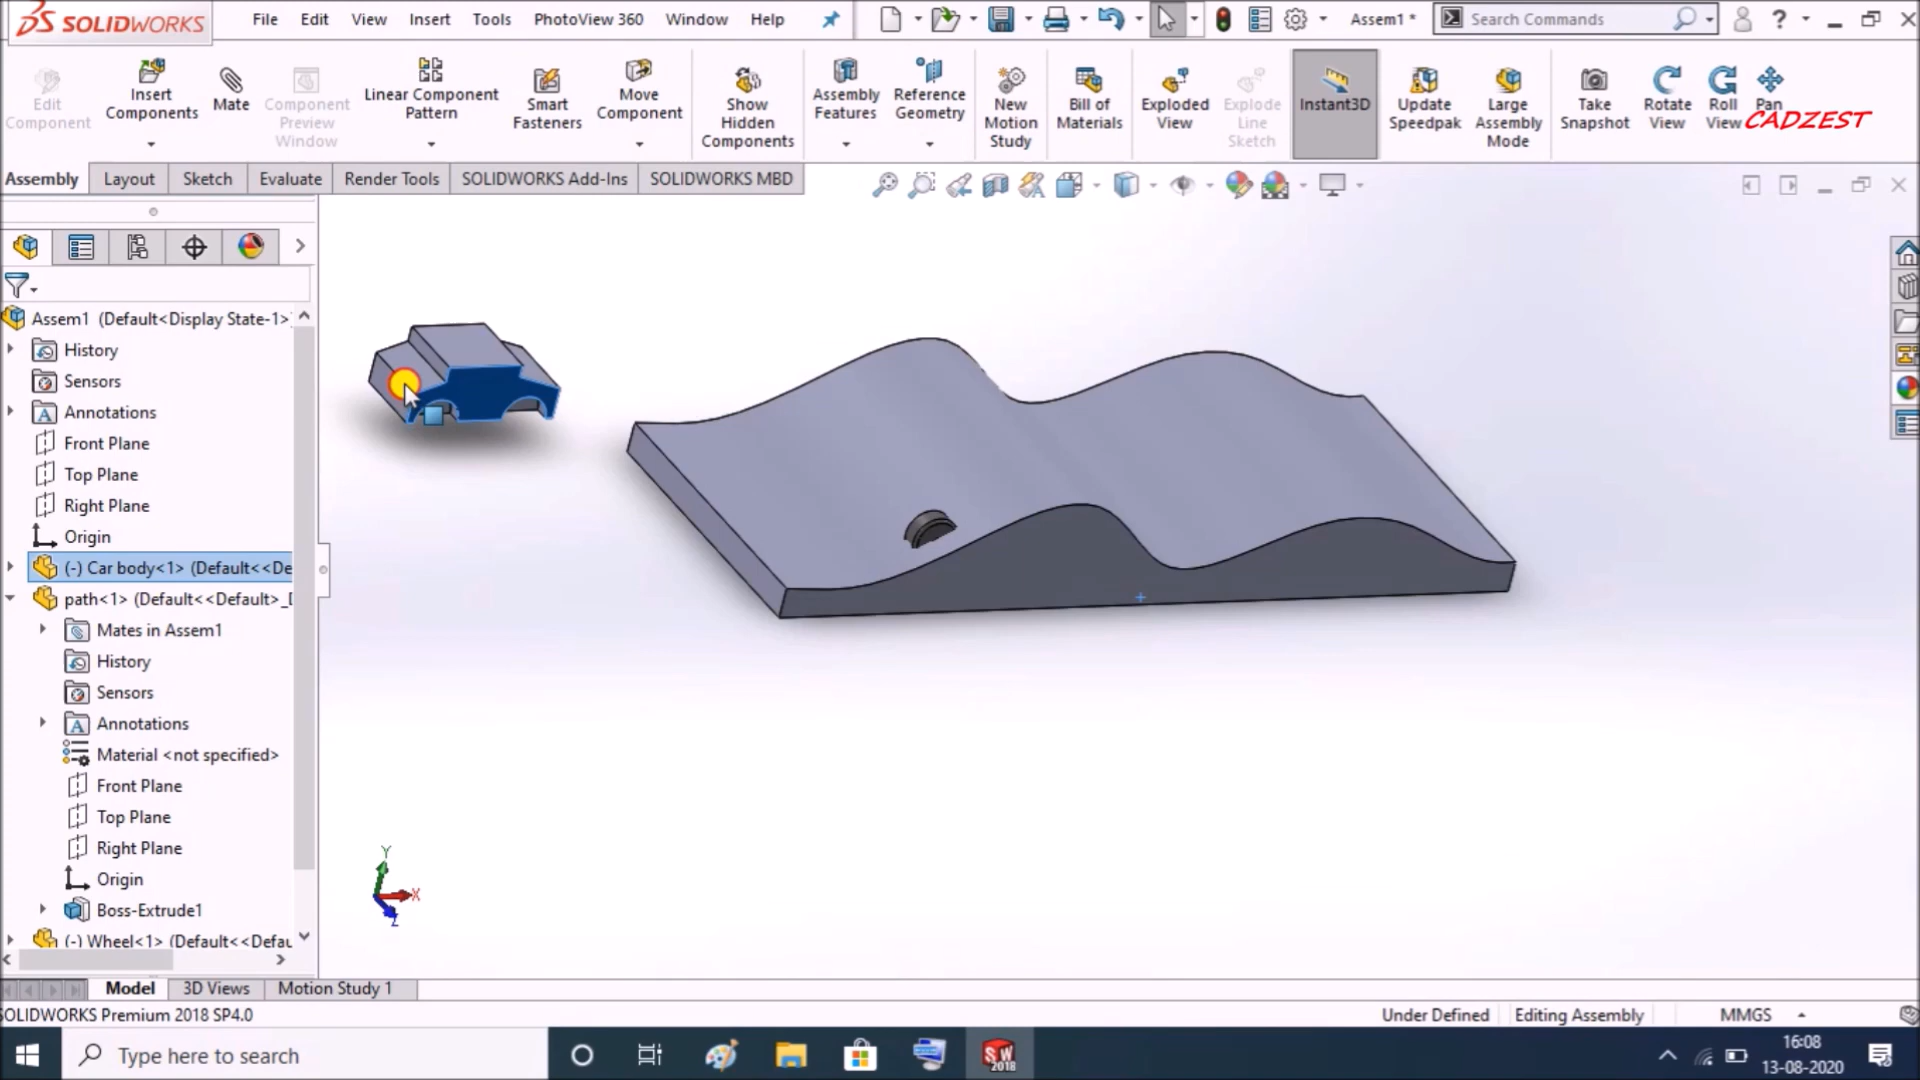 SOLIDWORKS
File Edit View Insert Tools PhotoView 360 Window Help
Assem1 *
Search Commands
Edit Component
Insert Components
Mate
Component Preview Window
Linear Component Pattern
Smart Fasteners
Move Component
Show Hidden Components
Assembly Features
Reference Geometry
New Motion Study
Bill of Materials
Exploded View
Explode Line Sketch
Instant3D
Update Speedpak
Large Assembly Mode
Take Snapshot
Rotate View
Roll View
Pan
CADZEST
Assembly Layout Sketch Evaluate Render Tools SOLIDWORKS Add-Ins SOLIDWORKS MBD
Assem1 (Default<Display State-1>
History
Sensors
Annotations
Front Plane
Top Plane
Right Plane
Origin
(-) Car body<1> (Default<<De
path<1> (Default<<Default>_
Mates in Assem1
History
Sensors
Annotations
Material <not specified>
Front Plane
Top Plane
Right Plane
Origin
Boss-Extrude1
(-) Wheel<1> (Default<<Defau
Y
X
Z
Model 3D Views Motion Study 1
SOLIDWORKS Premium 2018 SP4.0
Under Defined Editing Assembly MMGS
Type here to search
SW
2018
16:08
13-08-2020